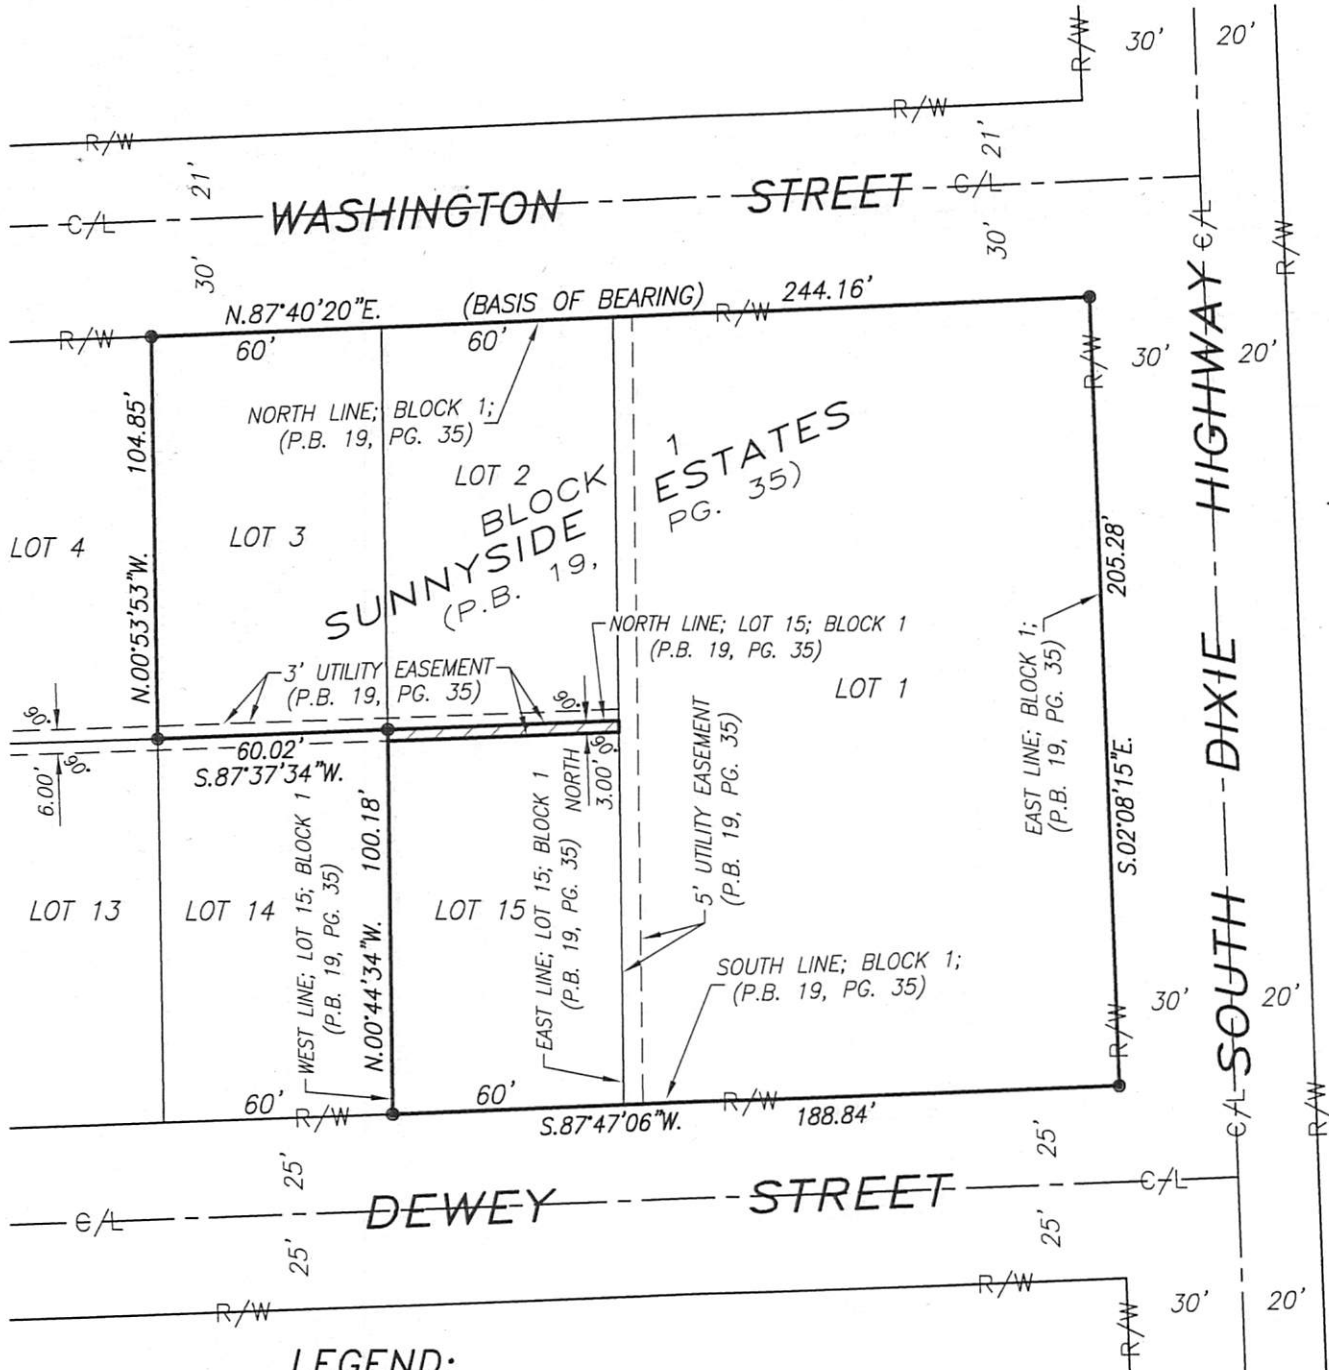 R/W
30'
20'
R/W
R/W
21'
21'
C/L
WASHINGTON STREET
C/L
30'
30'
C/L
R/W
N.87°40'20"E.
(BASIS OF BEARING)
R/W
244.16'
R/W
60'
60'
R/W
30'
20'
NORTH LINE; BLOCK 1;
(P.B. 19, PG. 35)
104.85'
N.00°53'53"W.
LOT 4
LOT 3
LOT 2
BLOCK 1
SUNNYSIDE ESTATES
(P.B. 19, PG. 35)
NORTH LINE; LOT 15; BLOCK 1
(P.B. 19, PG. 35)
LOT 1
3' UTILITY EASEMENT
(P.B. 19, PG. 35)
205.28'
S.02°08'15"E.
EAST LINE; BLOCK 1;
(P.B. 19, PG. 35)
SOUTH DIXIE HIGHWAY
90°
90°
6.00'
90°
90°
NORTH
3.00'
60.02'
S.87°37'34"W.
5' UTILITY EASEMENT
(P.B. 19, PG. 35)
LOT 13
LOT 14
WEST LINE; LOT 15; BLOCK 1
(P.B. 19, PG. 35)
100.18'
N.00°44'34"W.
LOT 15
EAST LINE; LOT 15; BLOCK 1
(P.B. 19, PG. 35)
SOUTH LINE; BLOCK 1;
(P.B. 19, PG. 35)
R/W
30'
20'
60'
R/W
60'
S.87°47'06"W.
R/W
188.84'
C/L
R/W
25'
25'
C/L
DEWEY STREET
C/L
25'
25'
R/W
R/W
R/W
30'
20'
LEGEND: